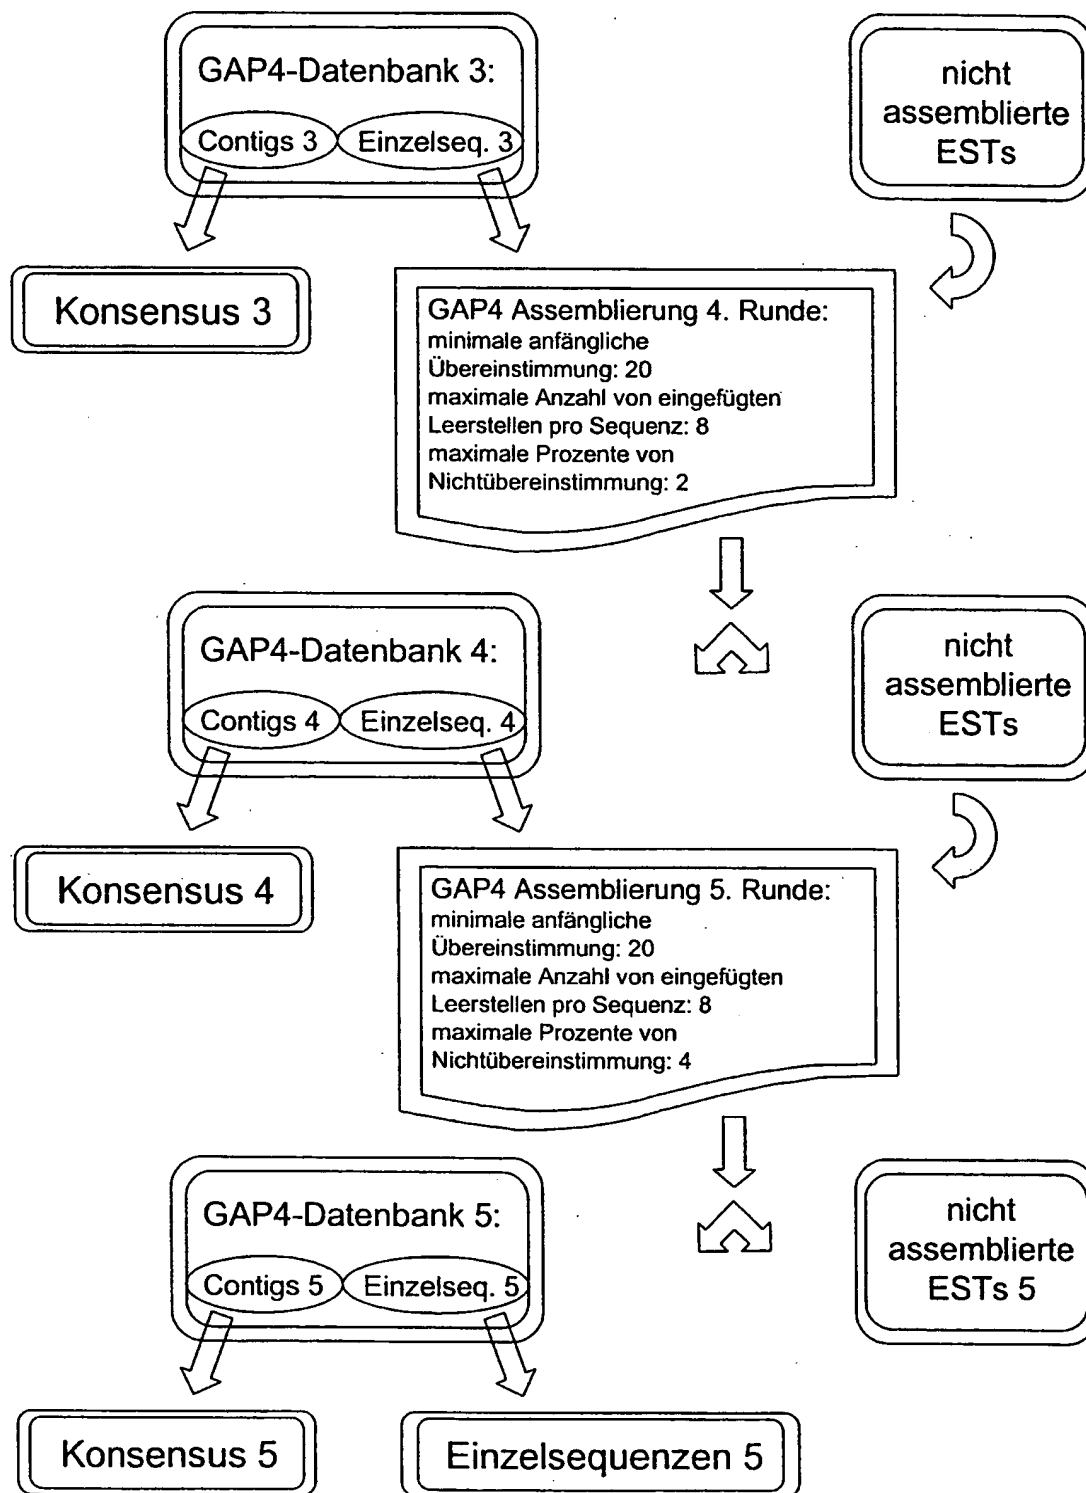 GAP4-Datenbank 3:
Contigs 3
Einzelseq. 3
nicht
assemblierte
ESTs
Konsensus 3
GAP4 Assemblierung 4. Runde:
minimale anfängliche
Übereinstimmung: 20
maximale Anzahl von eingefügten
Leerstellen pro Sequenz: 8
maximale Prozente von
Nichtübereinstimmung: 2
GAP4-Datenbank 4:
Contigs 4
Einzelseq. 4
nicht
assemblierte
ESTs
Konsensus 4
GAP4 Assemblierung 5. Runde:
minimale anfängliche
Übereinstimmung: 20
maximale Anzahl von eingefügten
Leerstellen pro Sequenz: 8
maximale Prozente von
Nichtübereinstimmung: 4
GAP4-Datenbank 5:
Contigs 5
Einzelseq. 5
nicht
assemblierte
ESTs 5
Konsensus 5
Einzelsequenzen 5